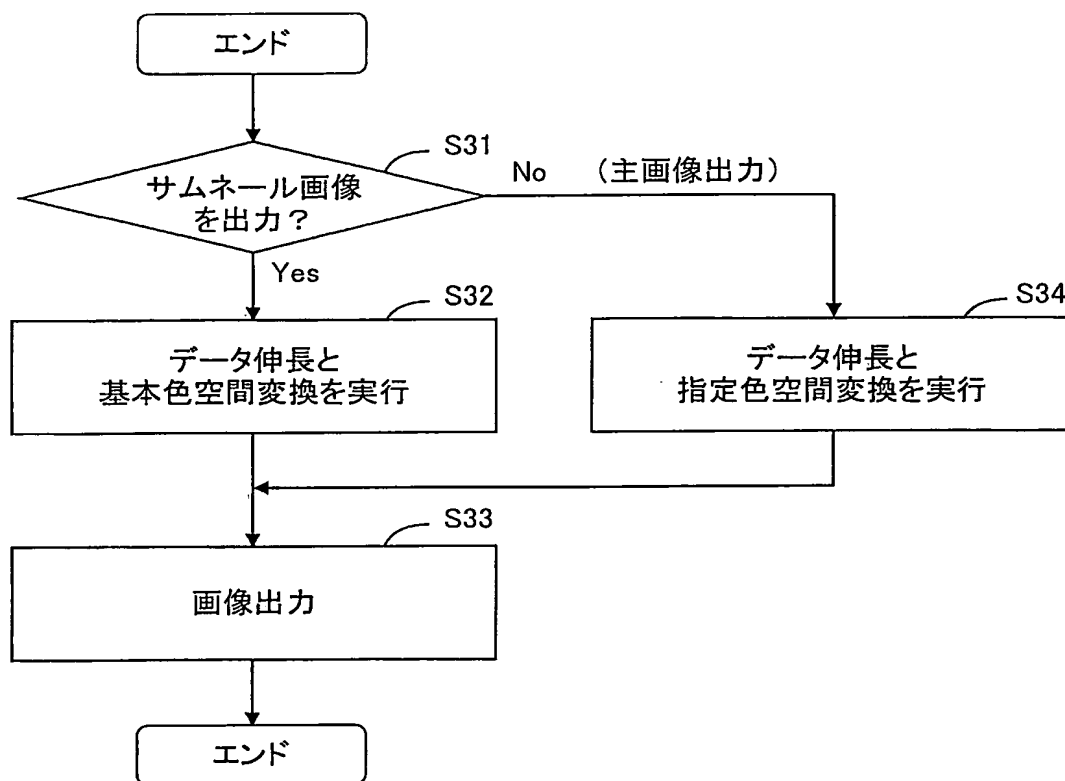 エンド
S31
サムネール画像
を出力？
No （主画像出力）
Yes
S32
データ伸長と
基本色空間変換を実行
S34
データ伸長と
指定色空間変換を実行
S33
画像出力
エンド